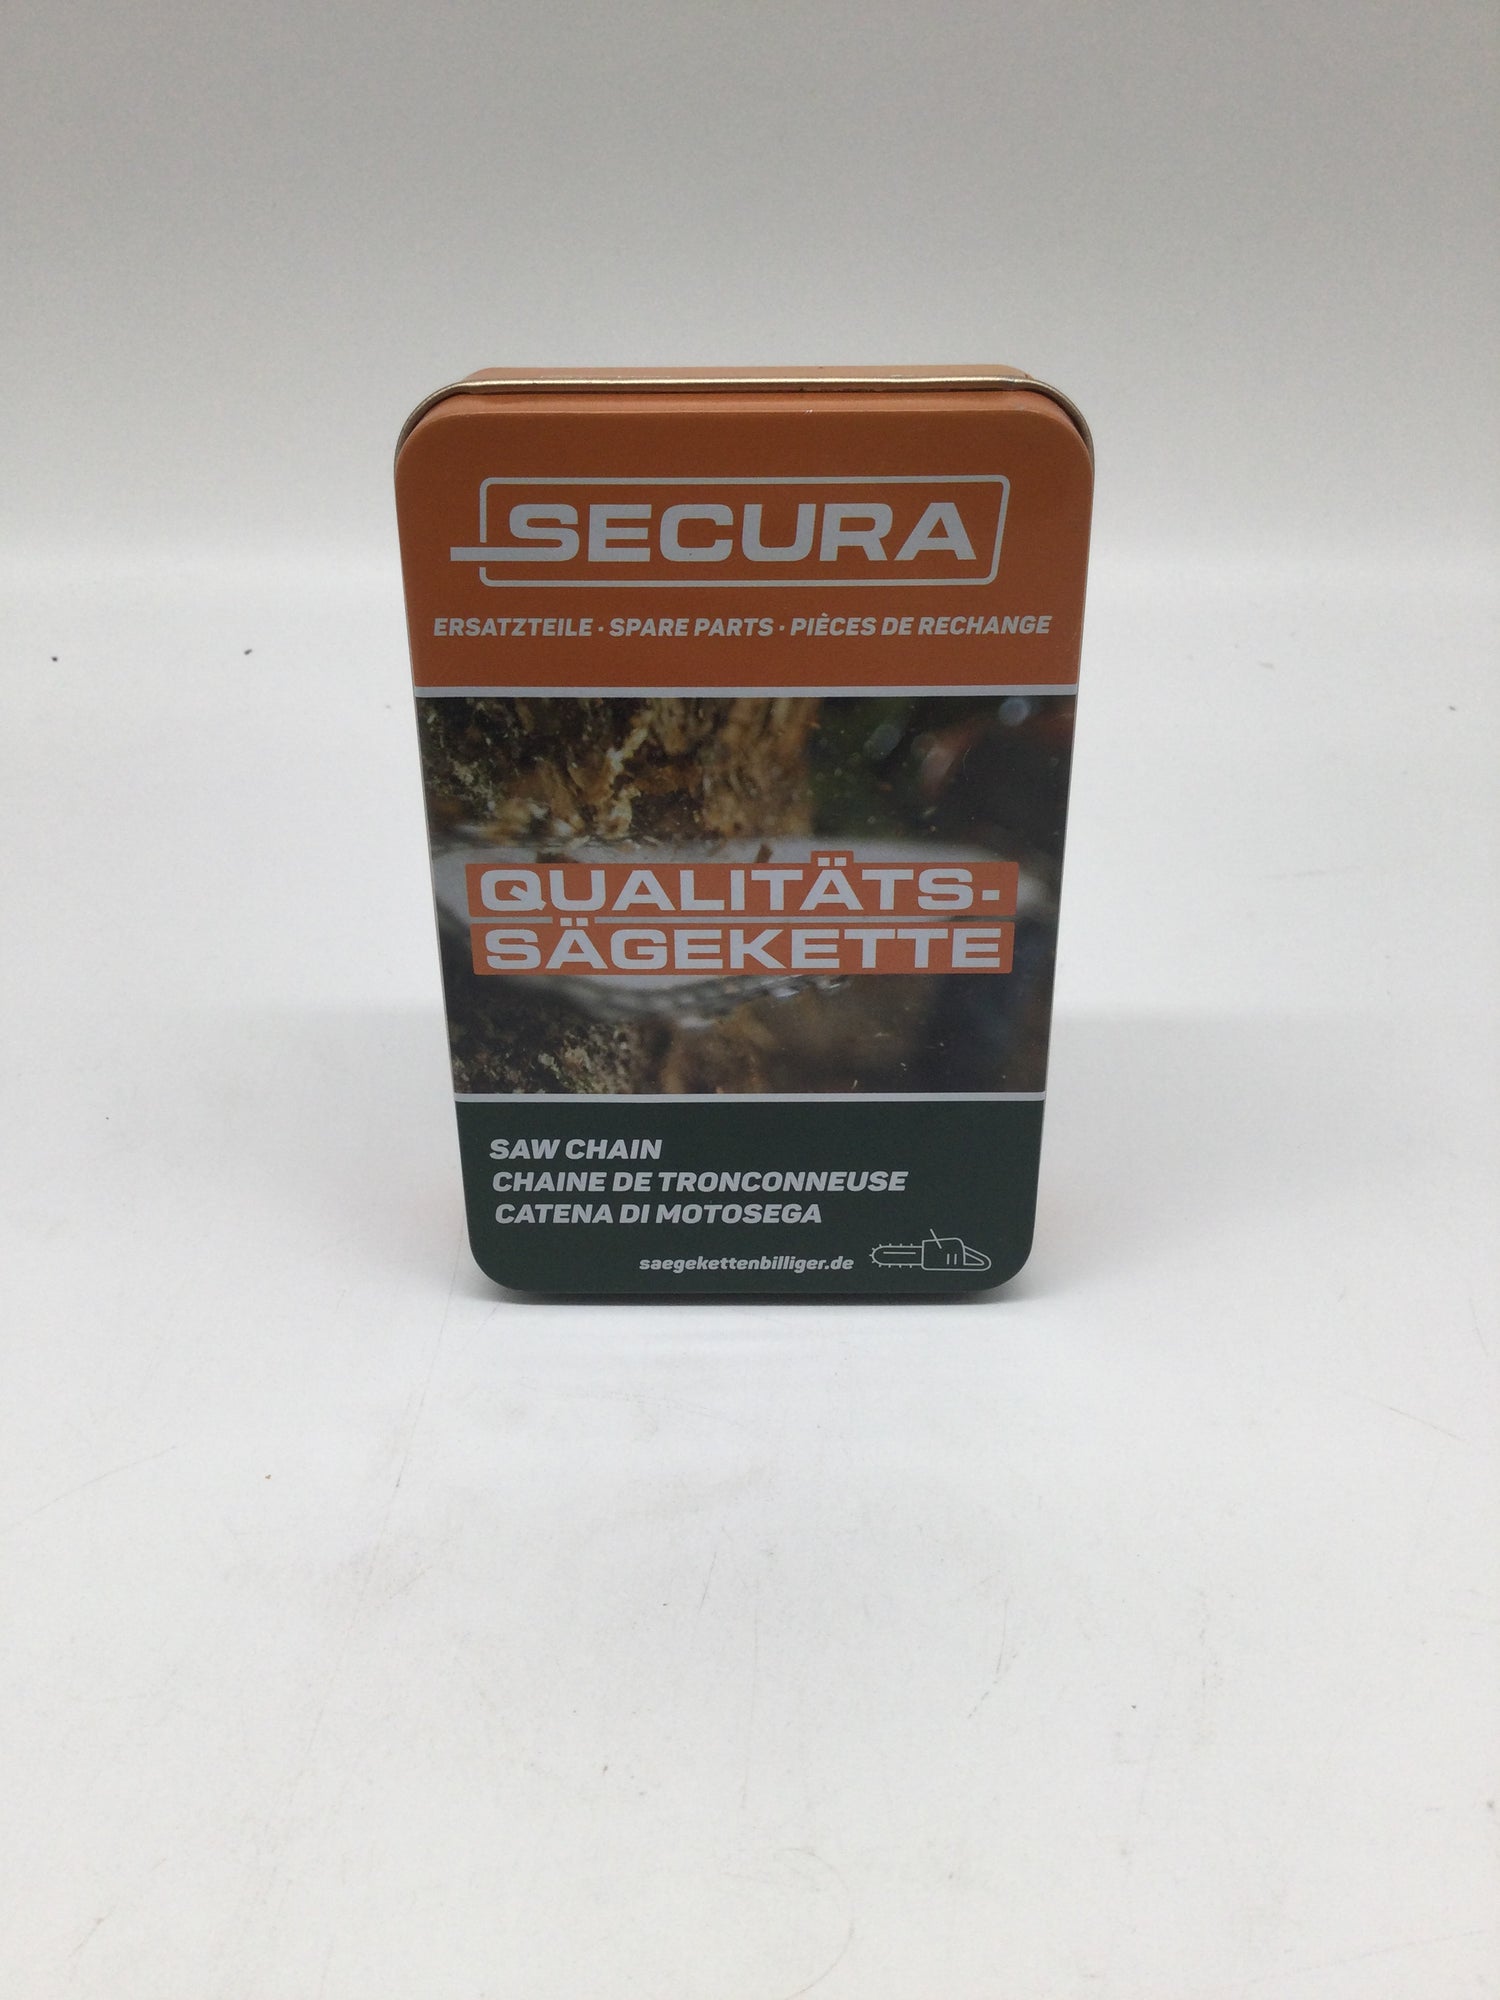 SECURA
ERSATZTEILE · SPARE PARTS · PIÈCES DE RECHANGE
QUALITÄTS-
SÄGEKETTE
SAW CHAIN
CHAINE DE TRONCONNEUSE
CATENA DI MOTOSEGA
saegekettenbilliger.de